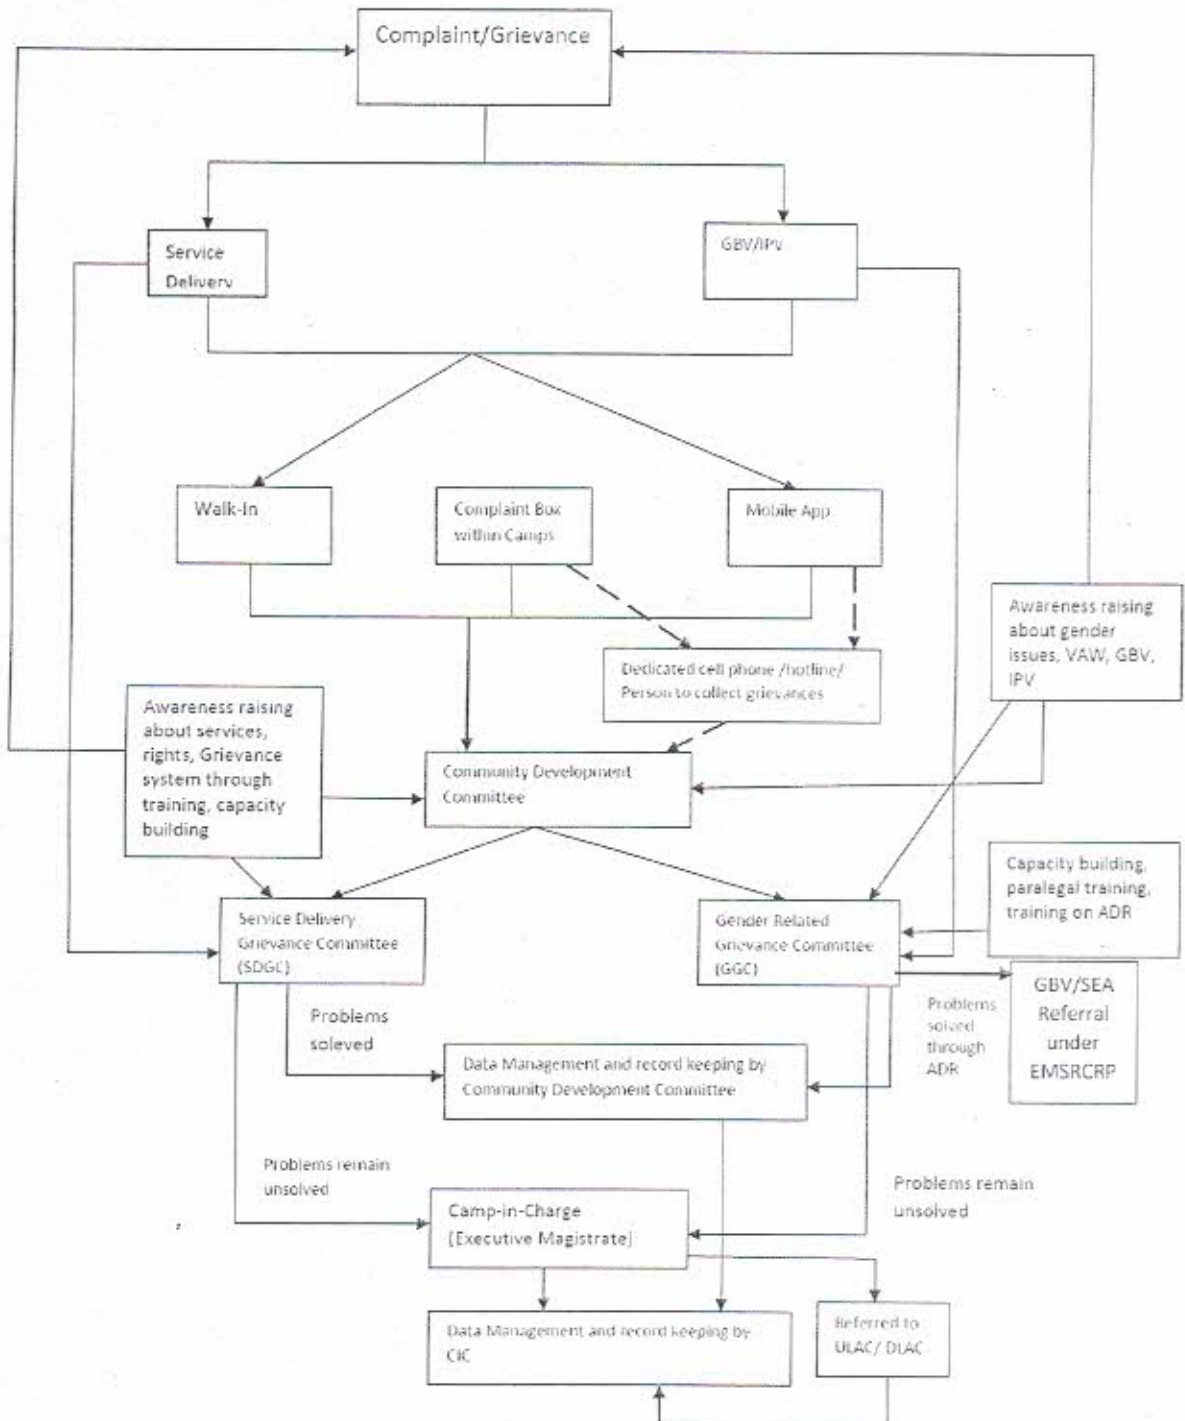 Complaint/Grievance
Service
Delivery
GBV/IPV
Walk-In
Complaint Box
within Camps
Mobile App
Awareness raising
about gender
issues, VAW, GBV,
IPV
Dedicated cell phone /hotline/
Person to collect grievances
Awareness raising
about services,
rights, Grievance
system through
training, capacity
building
Community Development
Committee
Capacity building,
paralegal training,
training on ADR
Service Delivery
Grievance Committee
(SDGC)
Gender Related
Grievance Committee
(GGC)
GBV/SEA
Referral
under
EMSRCRP
Problems
soleved
Problems
solved
through
ADR
Data Management and record keeping by
Community Development Committee
Problems remain
unsolved
Problems remain
unsolved
Camp-in-Charge
(Executive Magistrate)
Data Management and record keeping by
CIC
Referred to
ULAC/ DLAC